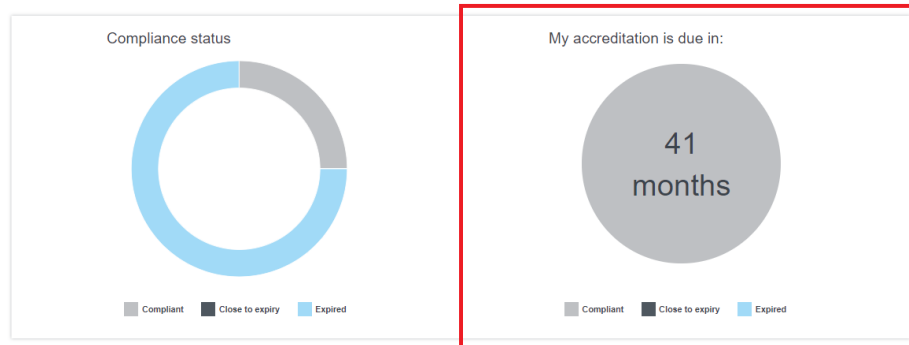 Compliance status
Compliant Close to expiry Expired
My accreditation is due in:
41
months
Compliant Close to expiry Expired